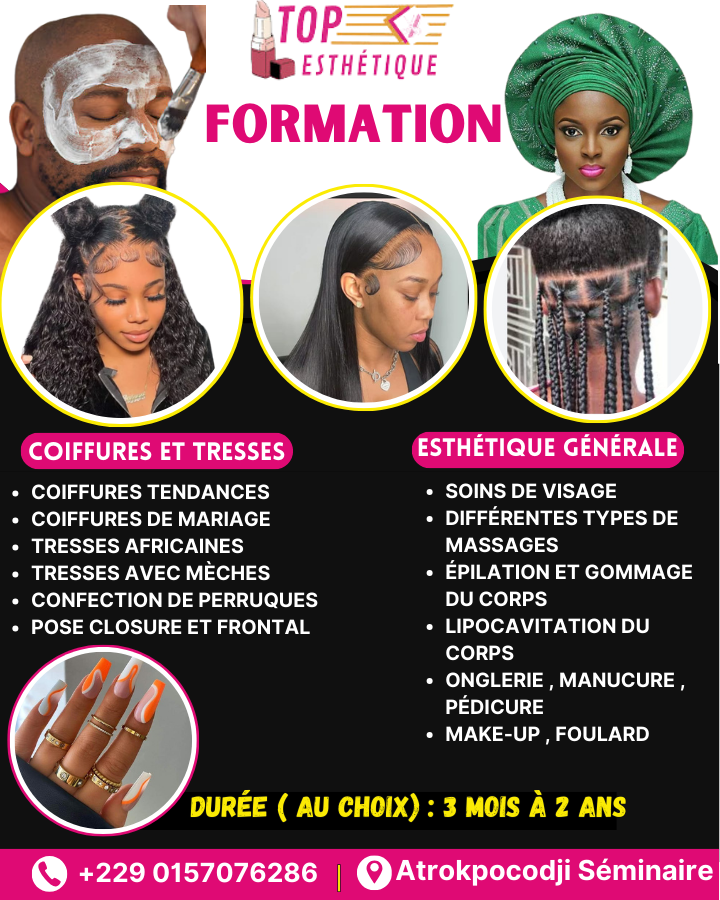 TOP
ESTHÉTIQUE
FORMATION
COIFFURES ET TRESSES
• COIFFURES TENDANCES
• COIFFURES DE MARIAGE
• TRESSES AFRICAINES
• TRESSES AVEC MÈCHES
• CONFECTION DE PERRUQUES
• POSE CLOSURE ET FRONTAL
ESTHÉTIQUE GÉNÉRALE
• SOINS DE VISAGE
• DIFFÉRENTES TYPES DE
MASSAGES
• ÉPILATION ET GOMMAGE
DU CORPS
• LIPOCAVITATION DU
CORPS
• ONGLERIE , MANUCURE ,
PÉDICURE
• MAKE-UP , FOULARD
DURÉE ( AU CHOIX) : 3 MOIS À 2 ANS
+229 0157076286 | Atrokpocodji Séminaire